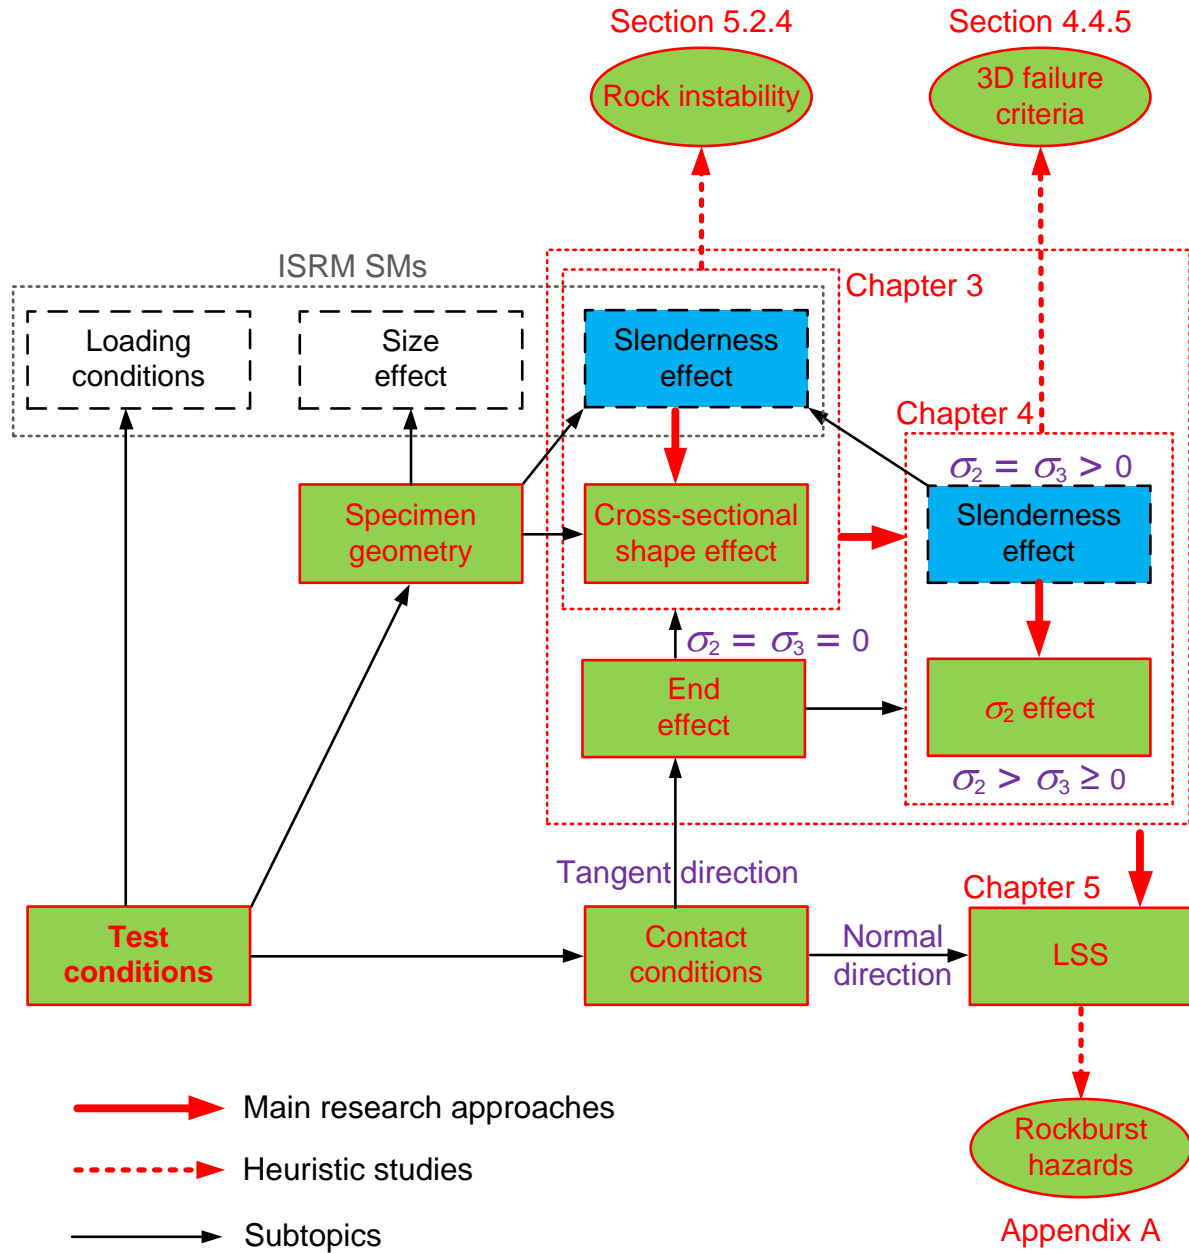 Section 5.2.4
Section 4.4.5
Rock instability
3D failure
criteria
ISRM SMs
Chapter 3
Loading
conditions
Size
effect
Slenderness
effect
Chapter 4
σ2 = σ3 > 0
Specimen
geometry
Cross-sectional
shape effect
Slenderness
effect
σ2 = σ3 = 0
End
effect
σ2 effect
σ2 > σ3 ≥ 0
Tangent direction
Chapter 5
Test
conditions
Contact
conditions
Normal
direction
LSS
Main research approaches
Rockburst
hazards
Heuristic studies
Subtopics
Appendix A